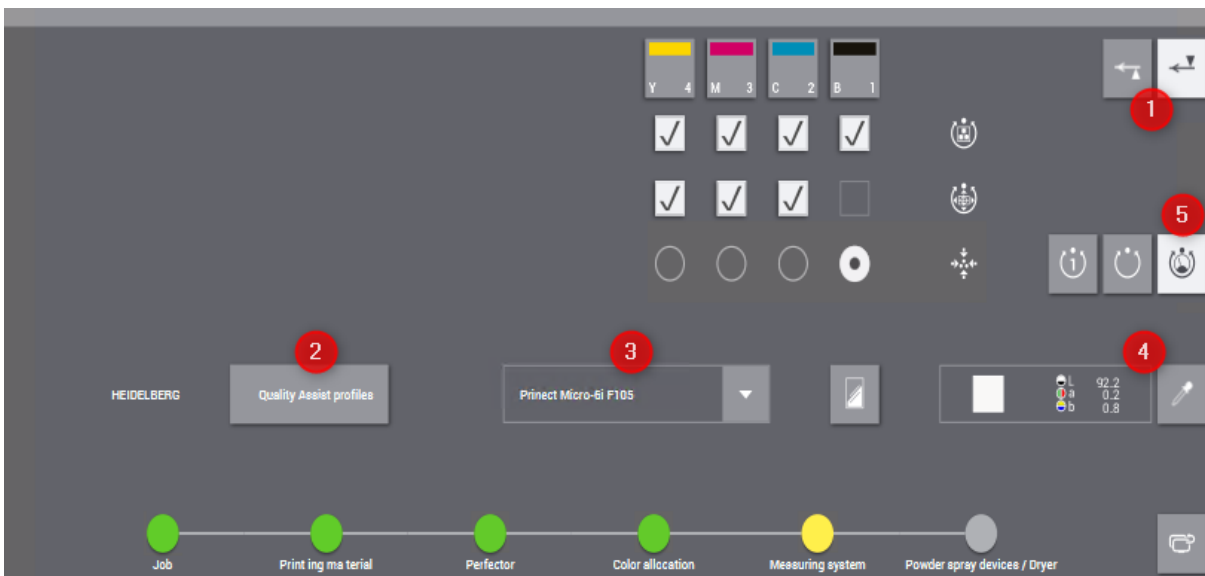 Y 4 M 3 C 2 B 1
1
5
1
2
3
4
HEIDELBERG
Quality Assist profiles
Prinect Micro-6i F105
L 92.2
a 0.2
b 0.8
Job
Print ing ma terial
Perfector
Color allocation
Measuring system
Powder spray devices / Dryer